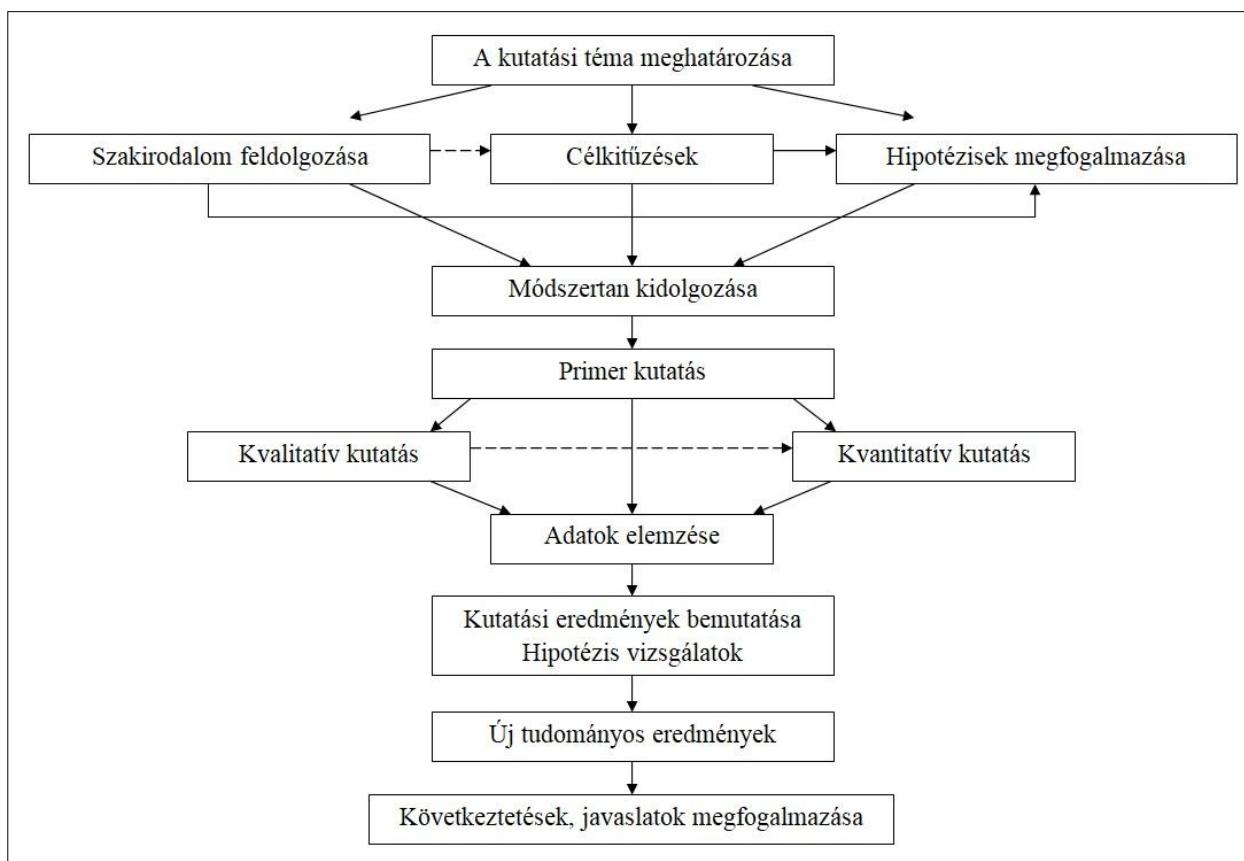 A kutatási téma meghatározása
Szakirodalom feldolgozása
Célkitűzések
Hipotézisek megfogalmazása
Módszertan kidolgozása
Primer kutatás
Kvalitatív kutatás
Kvantitatív kutatás
Adatok elemzése
Kutatási eredmények bemutatása
Hipotézis vizsgálatok
Új tudományos eredmények
Következtetések, javaslatok megfogalmazása